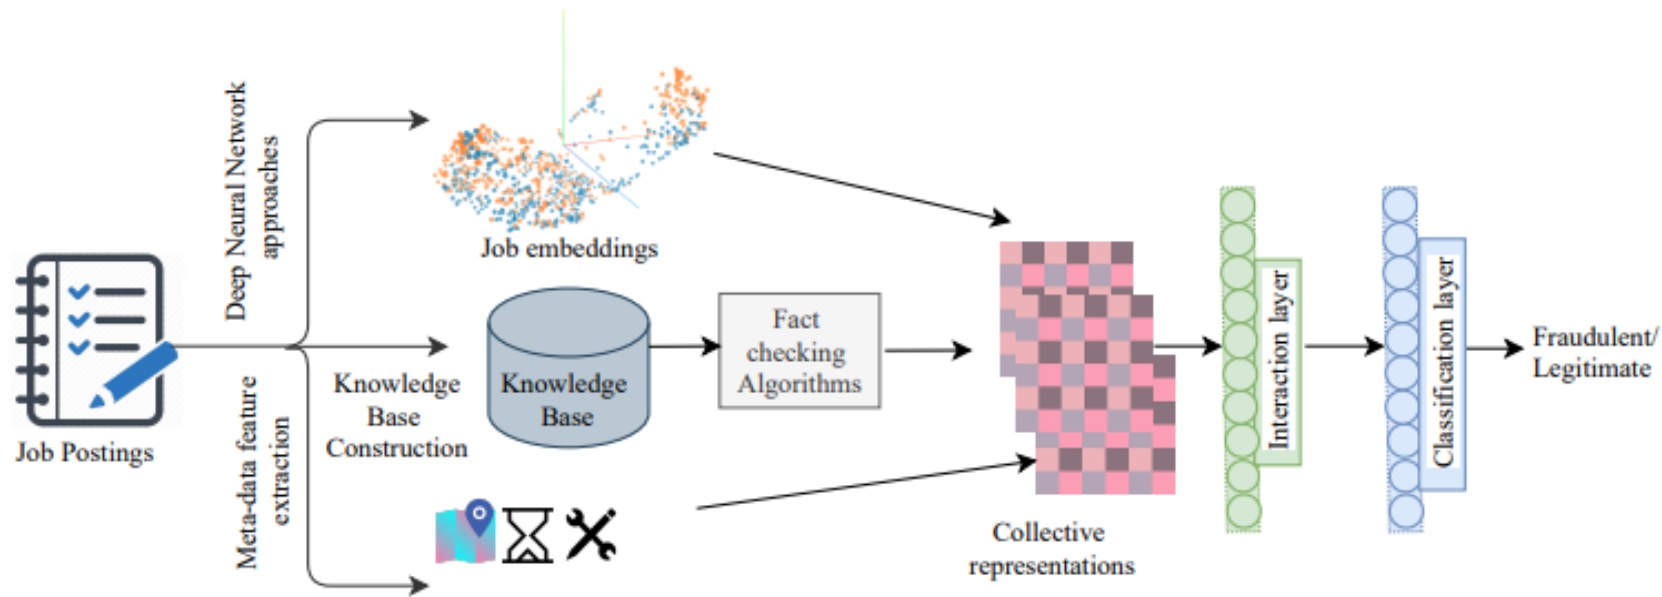 Deep Neural Network
approaches
Job embeddings
Job Postings
Knowledge
Base
Construction
Knowledge
Base
Fact
checking
Algorithms
Meta-data feature
extraction
Collective
representations
Interaction layer
Classification layer
Fraudulent/
Legitimate